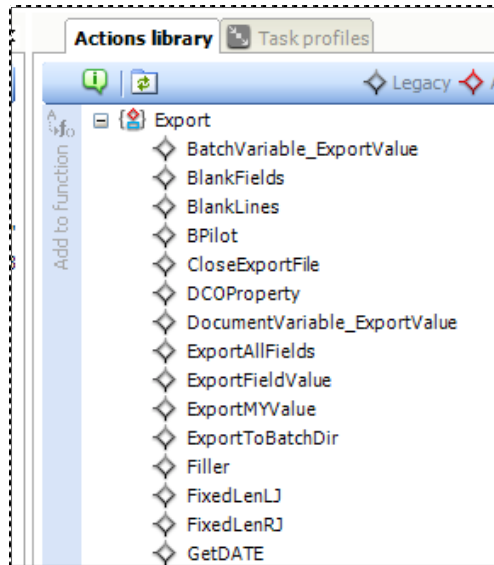 Actions library Task profiles
Legacy
Add to function
Export
BatchVariable_ExportValue
BlankFields
BlankLines
BPilot
CloseExportFile
DCOProperty
DocumentVariable_ExportValue
ExportAllFields
ExportFieldValue
ExportMYValue
ExportToBatchDir
Filler
FixedLenLJ
FixedLenRJ
GetDATE